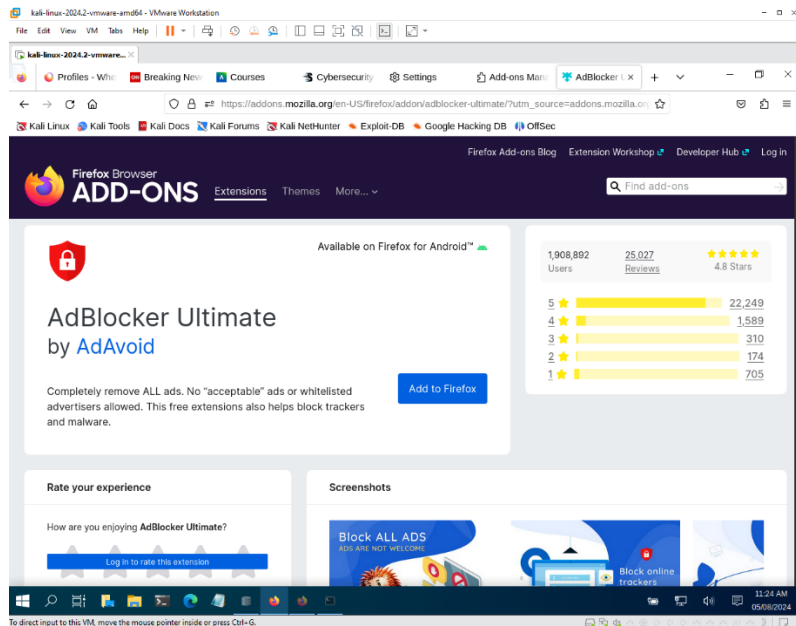 kali-linux-2024.2-vmware-amd64 - VMware Workstation
File Edit View VM Tabs Help
kali-linux-2024.2-vmware...
Profiles - Who Breaking New Courses Cybersecurity Settings Add-ons Mana AdBlocker U
https://addons.mozilla.org/en-US/firefox/addon/adblocker-ultimate/?utm_source=addons.mozilla.or
Kali Linux Kali Tools Kali Docs Kali Forums Kali NetHunter Exploit-DB Google Hacking DB OffSec
Firefox Add-ons Blog Extension Workshop Developer Hub Log in
Firefox Browser
ADD-ONS Extensions Themes More... Find add-ons
Available on Firefox for Android™
AdBlocker Ultimate
by AdAvoid
Completely remove ALL ads. No "acceptable" ads or
whitelisted
advertisers allowed. This free extensions also helps
block trackers
and malware.
Add to Firefox
1,908,892 25,027
Users Reviews 4.8 Stars
5 22,249
4 1,589
3 310
2 174
1 705
Rate your experience
How are you enjoying AdBlocker Ultimate?
Log in to rate this extension
Screenshots
Block ALL ADS
ADS ARE NOT WELCOME
Block online
trackers
11:24 AM
05/08/2024
To direct input to this VM, move the mouse pointer inside or press Ctrl+G.